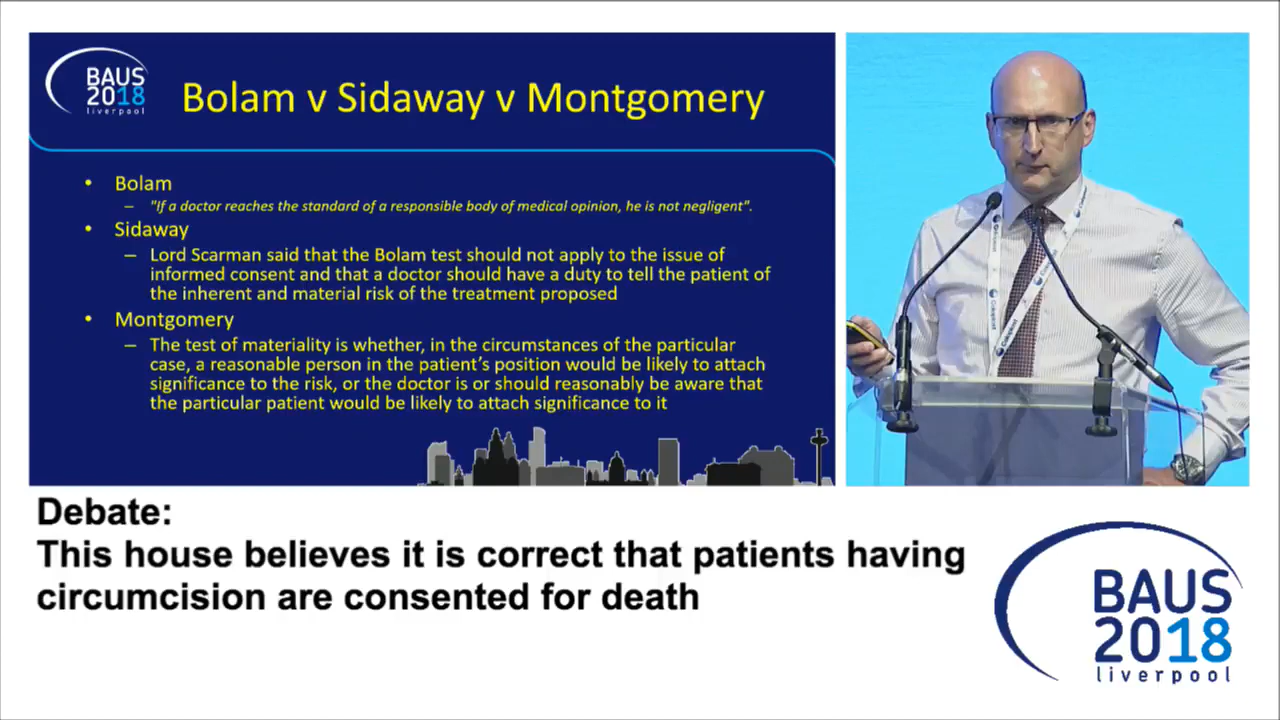 BAUS
2018
liverpool
Bolam v Sidaway v Montgomery
• Bolam
– "If a doctor reaches the standard of a responsible body of medical opinion, he is not negligent".
• Sidaway
– Lord Scarman said that the Bolam test should not apply to the issue of
informed consent and that a doctor should have a duty to tell the patient of
the inherent and material risk of the treatment proposed
• Montgomery
– The test of materiality is whether, in the circumstances of the particular
case, a reasonable person in the patient's position would be likely to attach
significance to the risk, or the doctor is or should reasonably be aware that
the particular patient would be likely to attach significance to it
Coloplast
Coloplast
Debate:
This house believes it is correct that patients having
circumcision are consented for death
BAUS
2018
liverpool